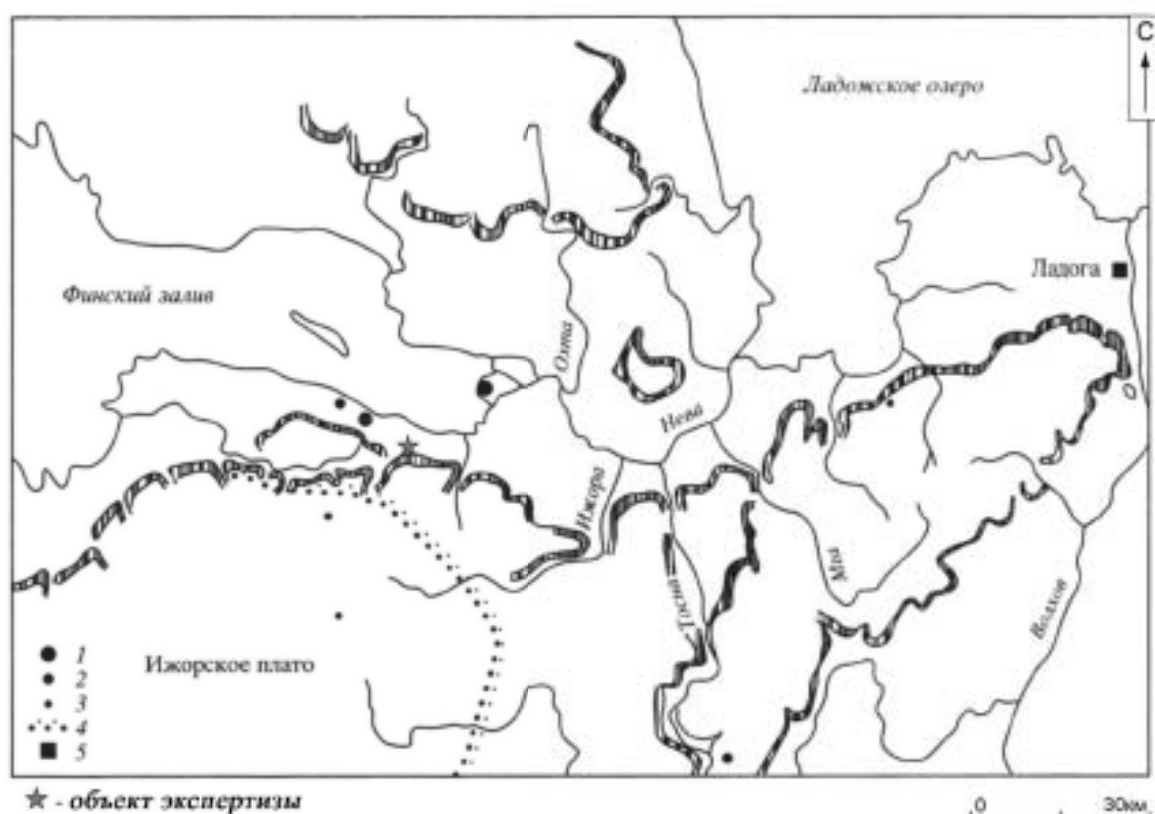 С
Ладожское озеро
Ладога
Финский залив
Охта
Нева
Ижора
Мга
Тосна
Волхов
Ижорское плато
1
2
3
4
5
- объект экспертизы
0 30км